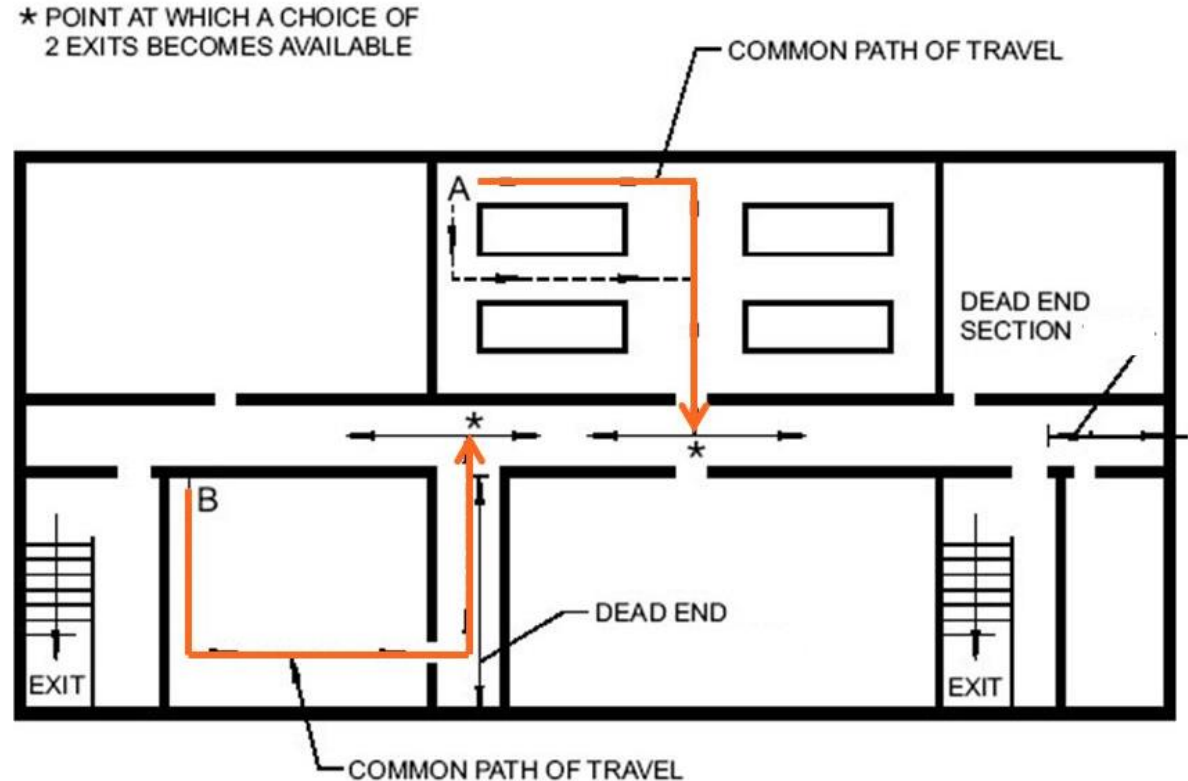 * POINT AT WHICH A CHOICE OF
2 EXITS BECOMES AVAILABLE
COMMON PATH OF TRAVEL
A
DEAD END
SECTION
*
*
B
DEAD END
EXIT
EXIT
COMMON PATH OF TRAVEL